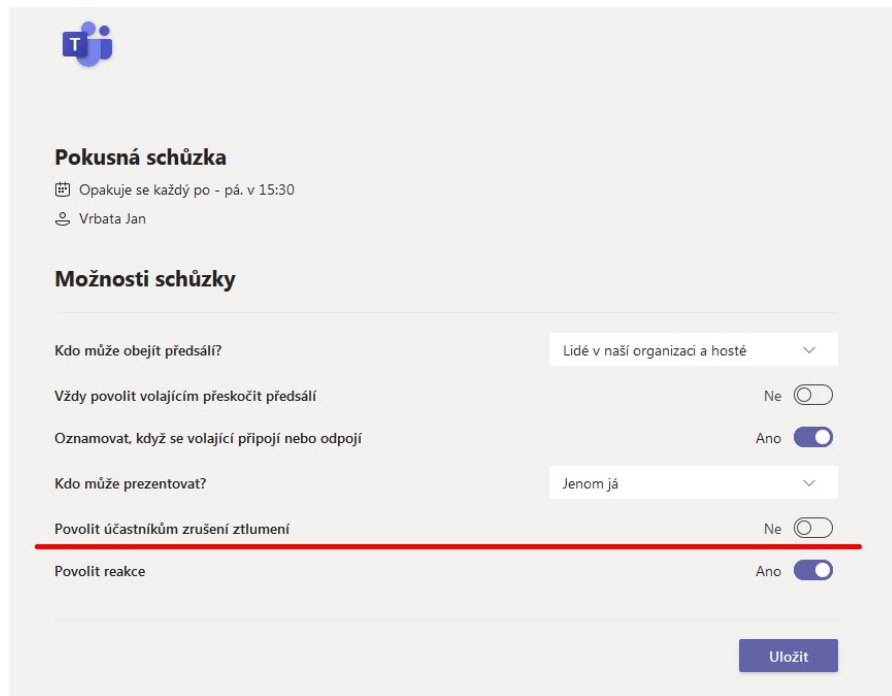 T
Pokusná schůzka
Opakuje se každý po - pá. v 15:30
Vrbata Jan
Možnosti schůzky
Kdo může obejít předsálí? Lidé v naší organizaci a hosté
Vždy povolit volajícím přeskočit předsálí Ne
Oznamovat, když se volající připojí nebo odpojí Ano
Kdo může prezentovat? Jenom já
Povolit účastníkům zrušení ztlumení Ne
Povolit reakce Ano
Uložit